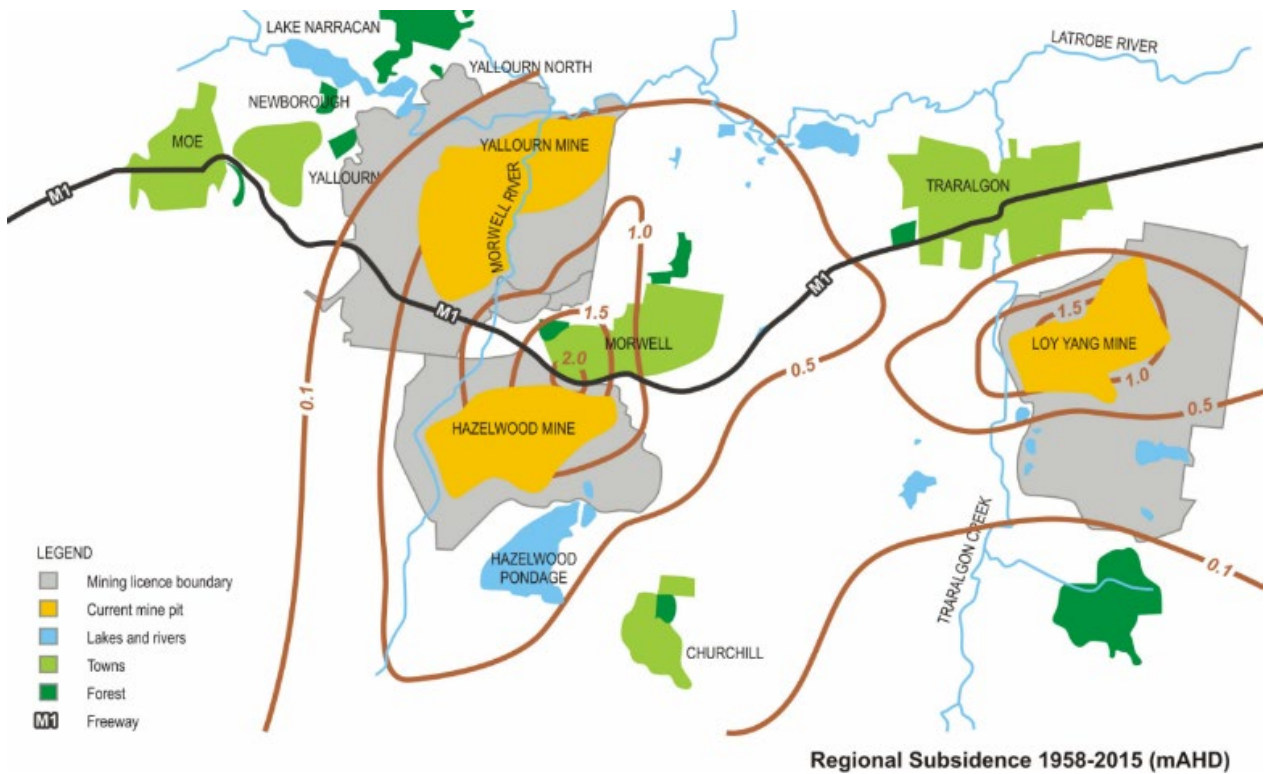 LAKE NARRACAN
LATROBE RIVER
YALLOURN NORTH
NEWBOROUGH
MOE
YALLOURN MINE
YALLOURN
TRARALGON
M1
MORWELL RIVER
1.0
M1
M1
1.5
MORWELL
1.5
LOY YANG MINE
2.0
0.5
1.0
0.1
0.5
HAZELWOOD MINE
HAZELWOOD
PONDAGE
TRARALGON CREEK
0.1
CHURCHILL
LEGEND
Mining licence boundary
Current mine pit
Lakes and rivers
Towns
Forest
M1 Freeway
Regional Subsidence 1958-2015 (mAHD)